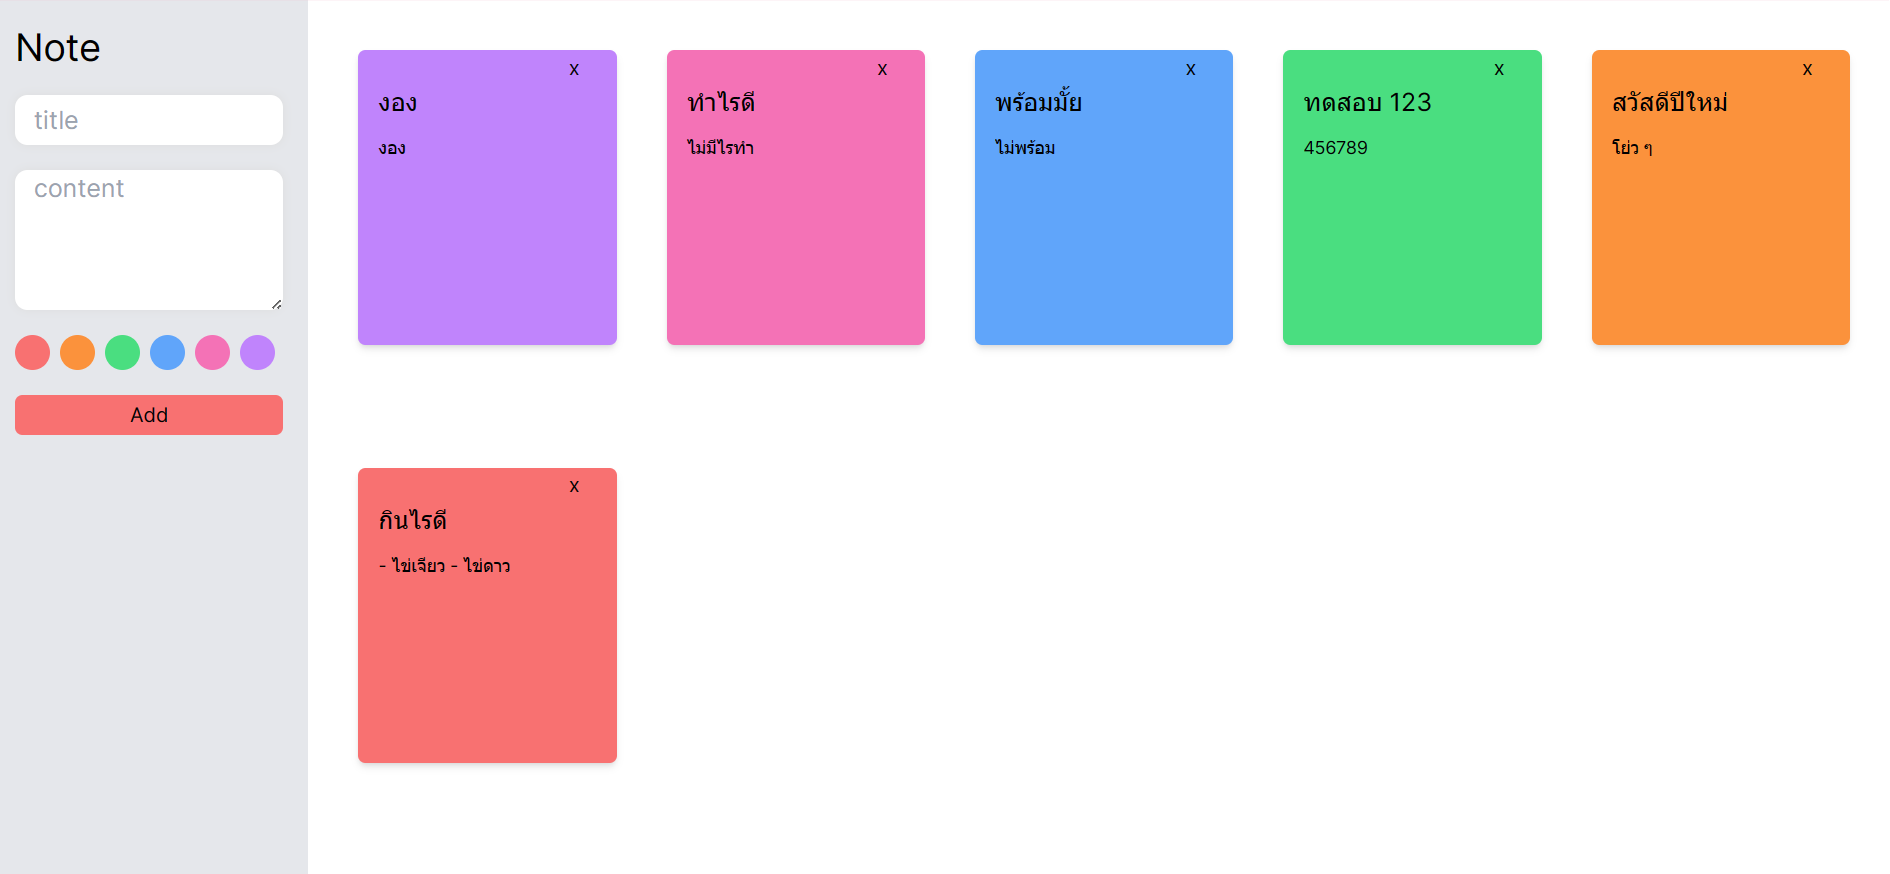 Note
title
content
Add
x
งอง
งอง
x
ทำไรดี
ไม่มีไรทำ
x
พร้อมมั้ย
ไม่พร้อม
x
ทดสอบ 123
456789
x
สวัสดีปีใหม่
โย่ว ๆ
x
กินไรดี
- ไข่เจียว - ไข่ดาว